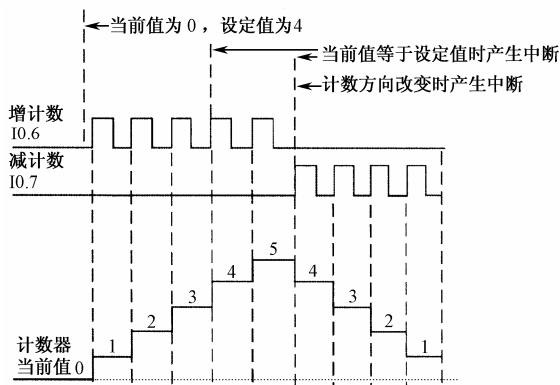 当前值为 0 ，设定值为4
当前值等于设定值时产生中断
计数方向改变时产生中断
增计数
I0.6
减计数
I0.7
5
4 4
3 3
2 2
1 1
计数器
当前值 0